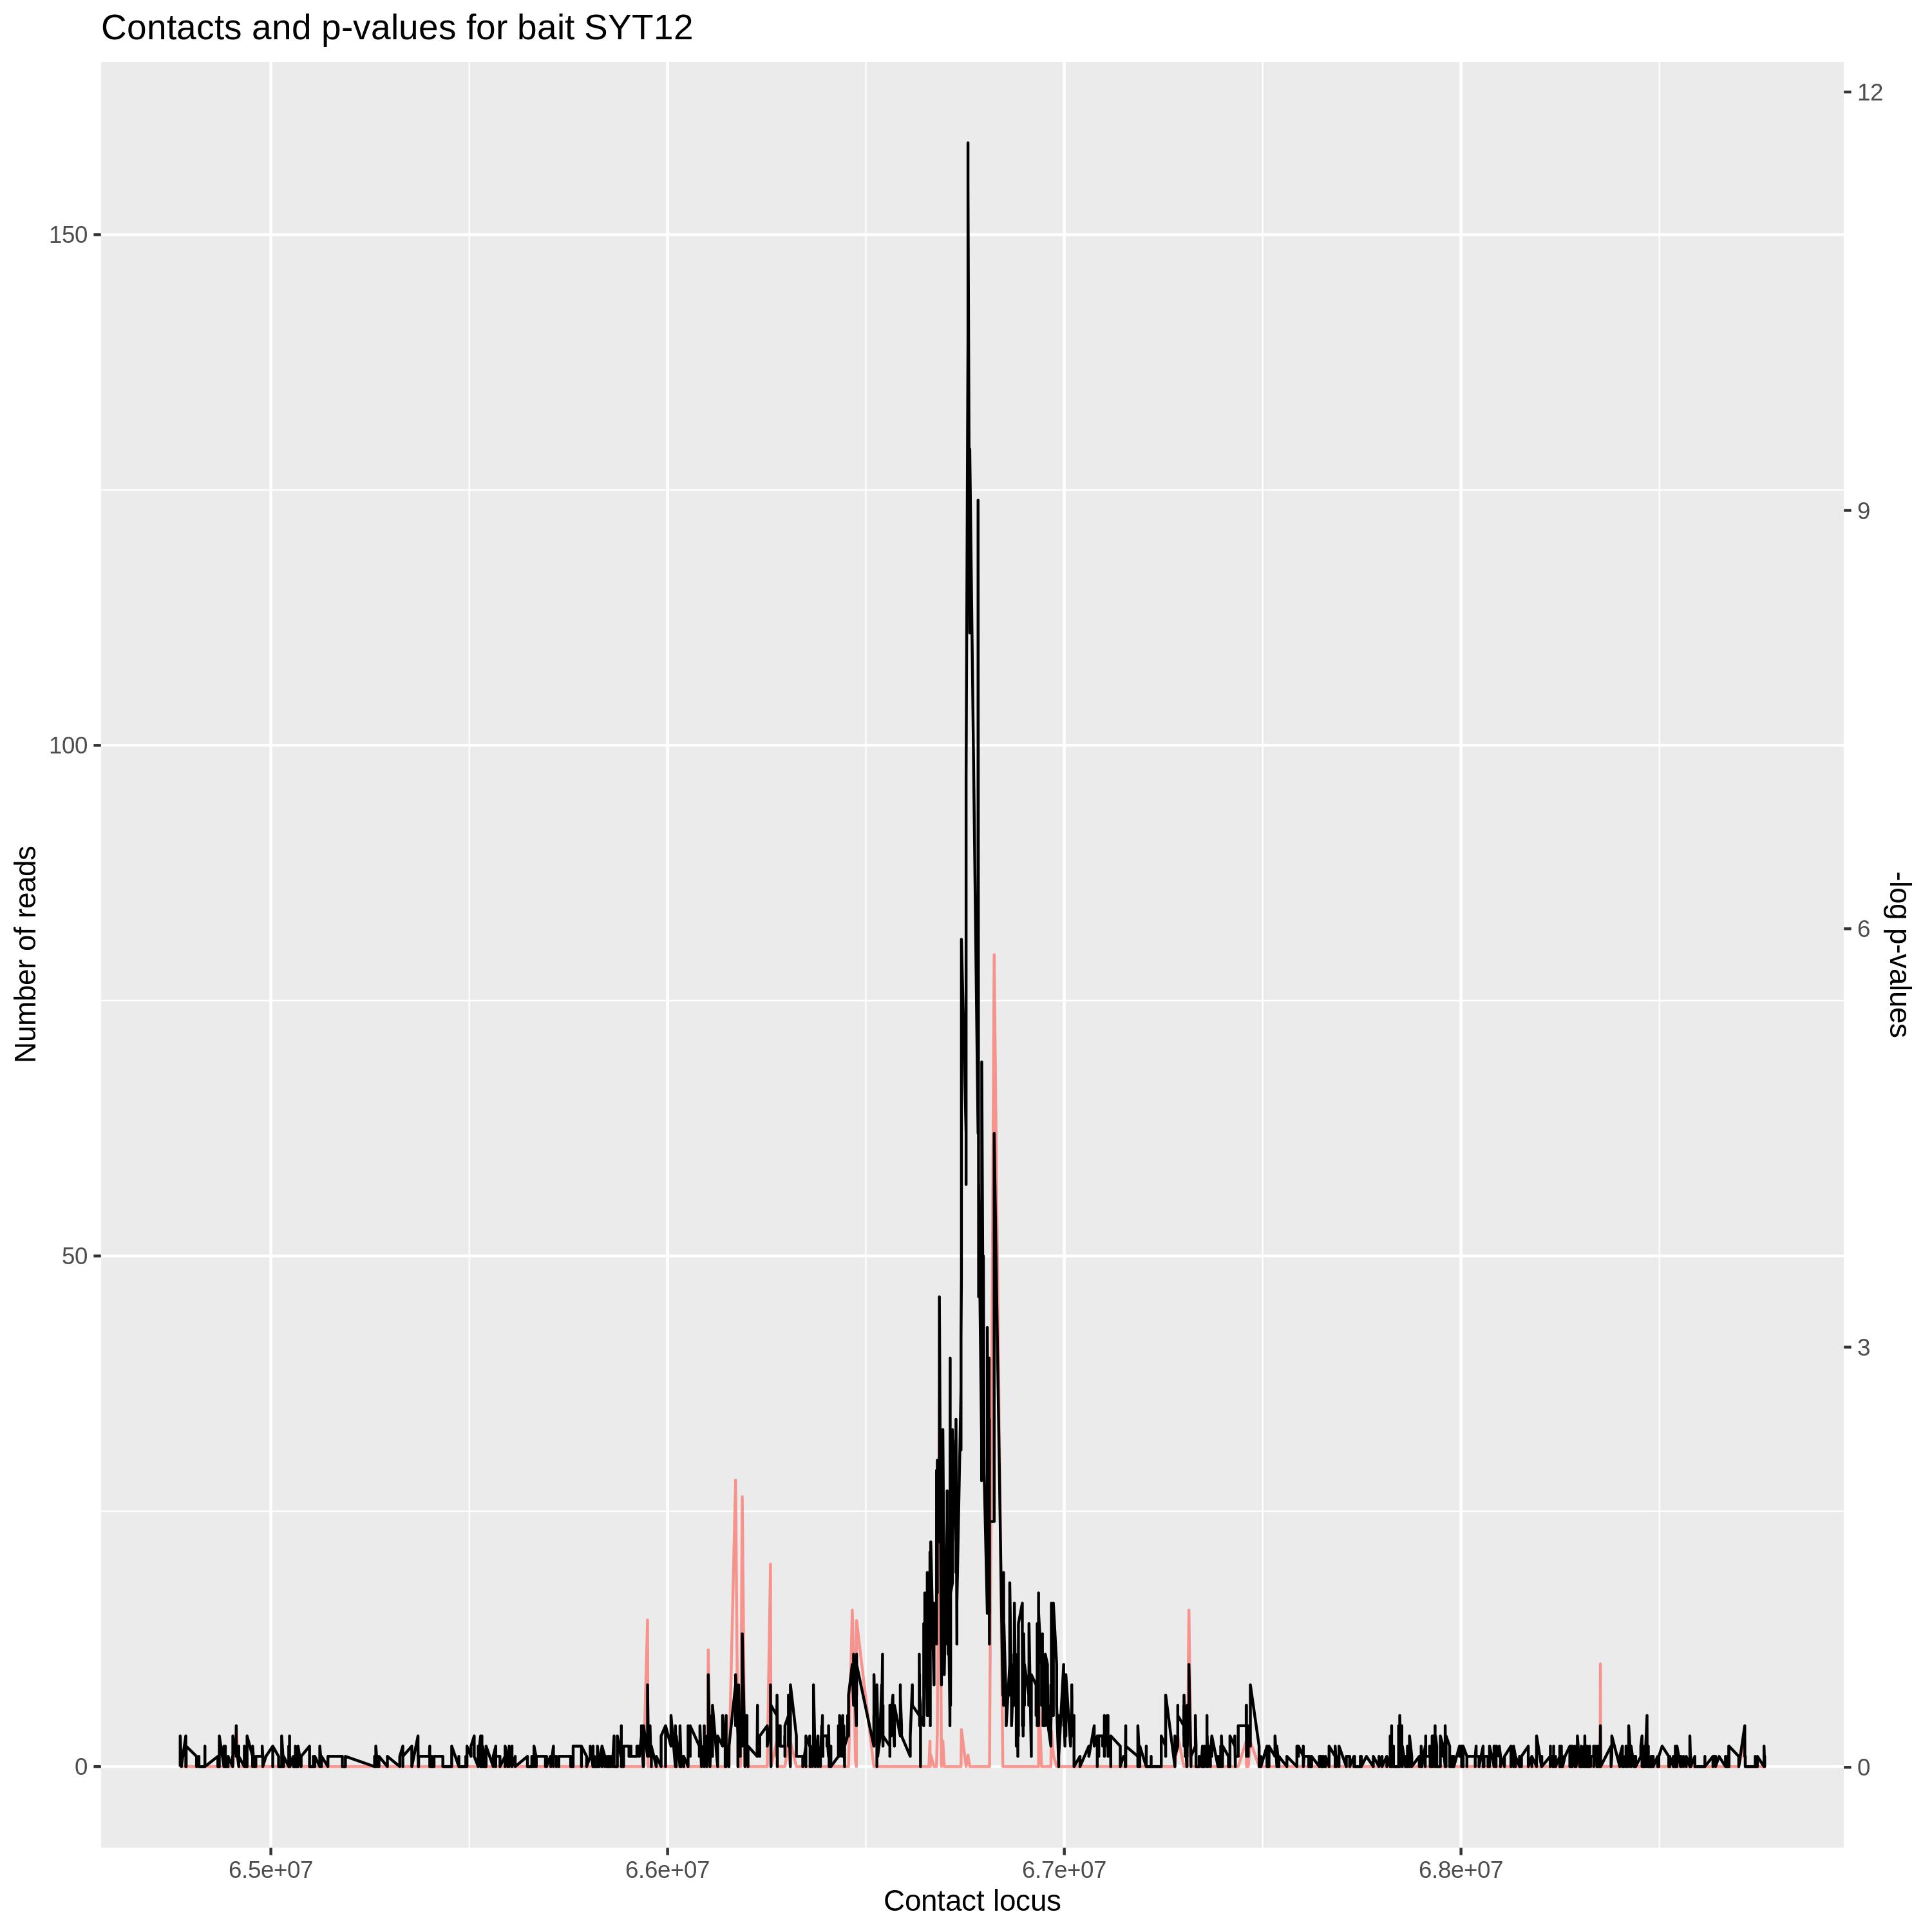 Contacts and p-values for bait SYT12
12
150
9
100
6
Number of reads
-log p-values
50
3
0
0
6.5e+07
6.6e+07
6.7e+07
6.8e+07
Contact locus